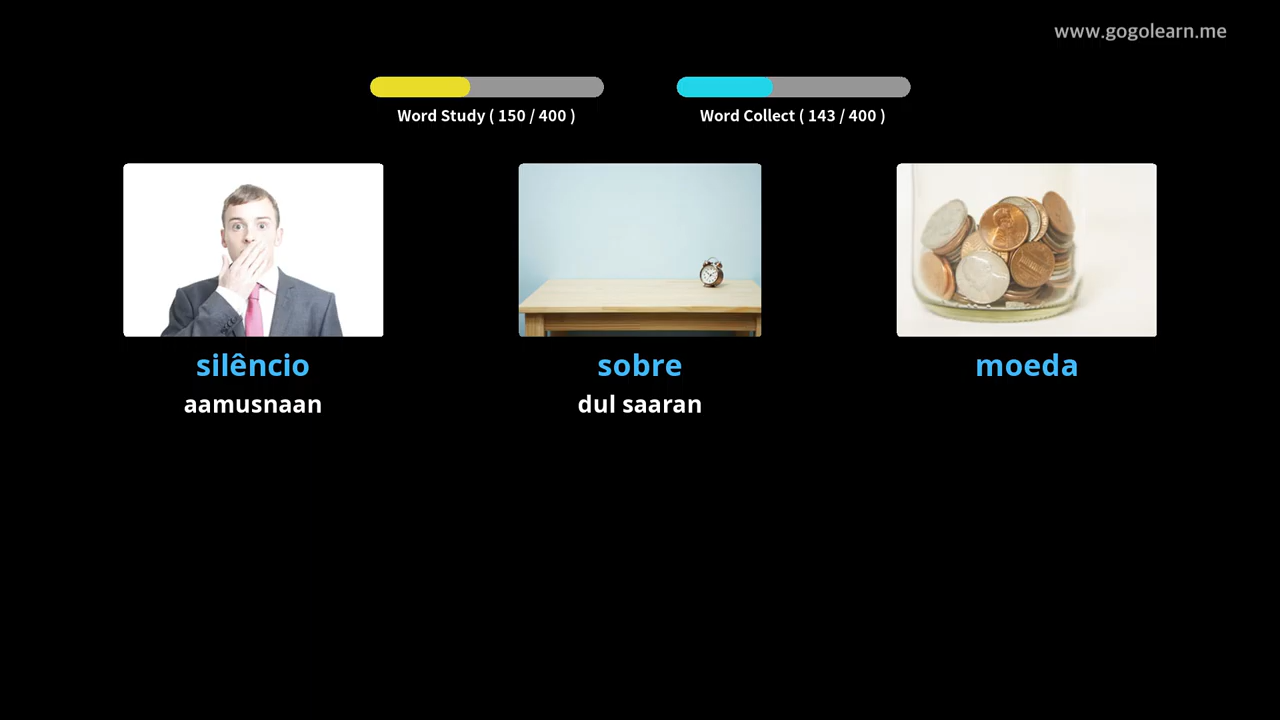 www.gogolearn.me
Word Study ( 150 / 400 )
Word Collect ( 143 / 400 )
silêncio
aamusnaan
sobre
dul saaran
moeda